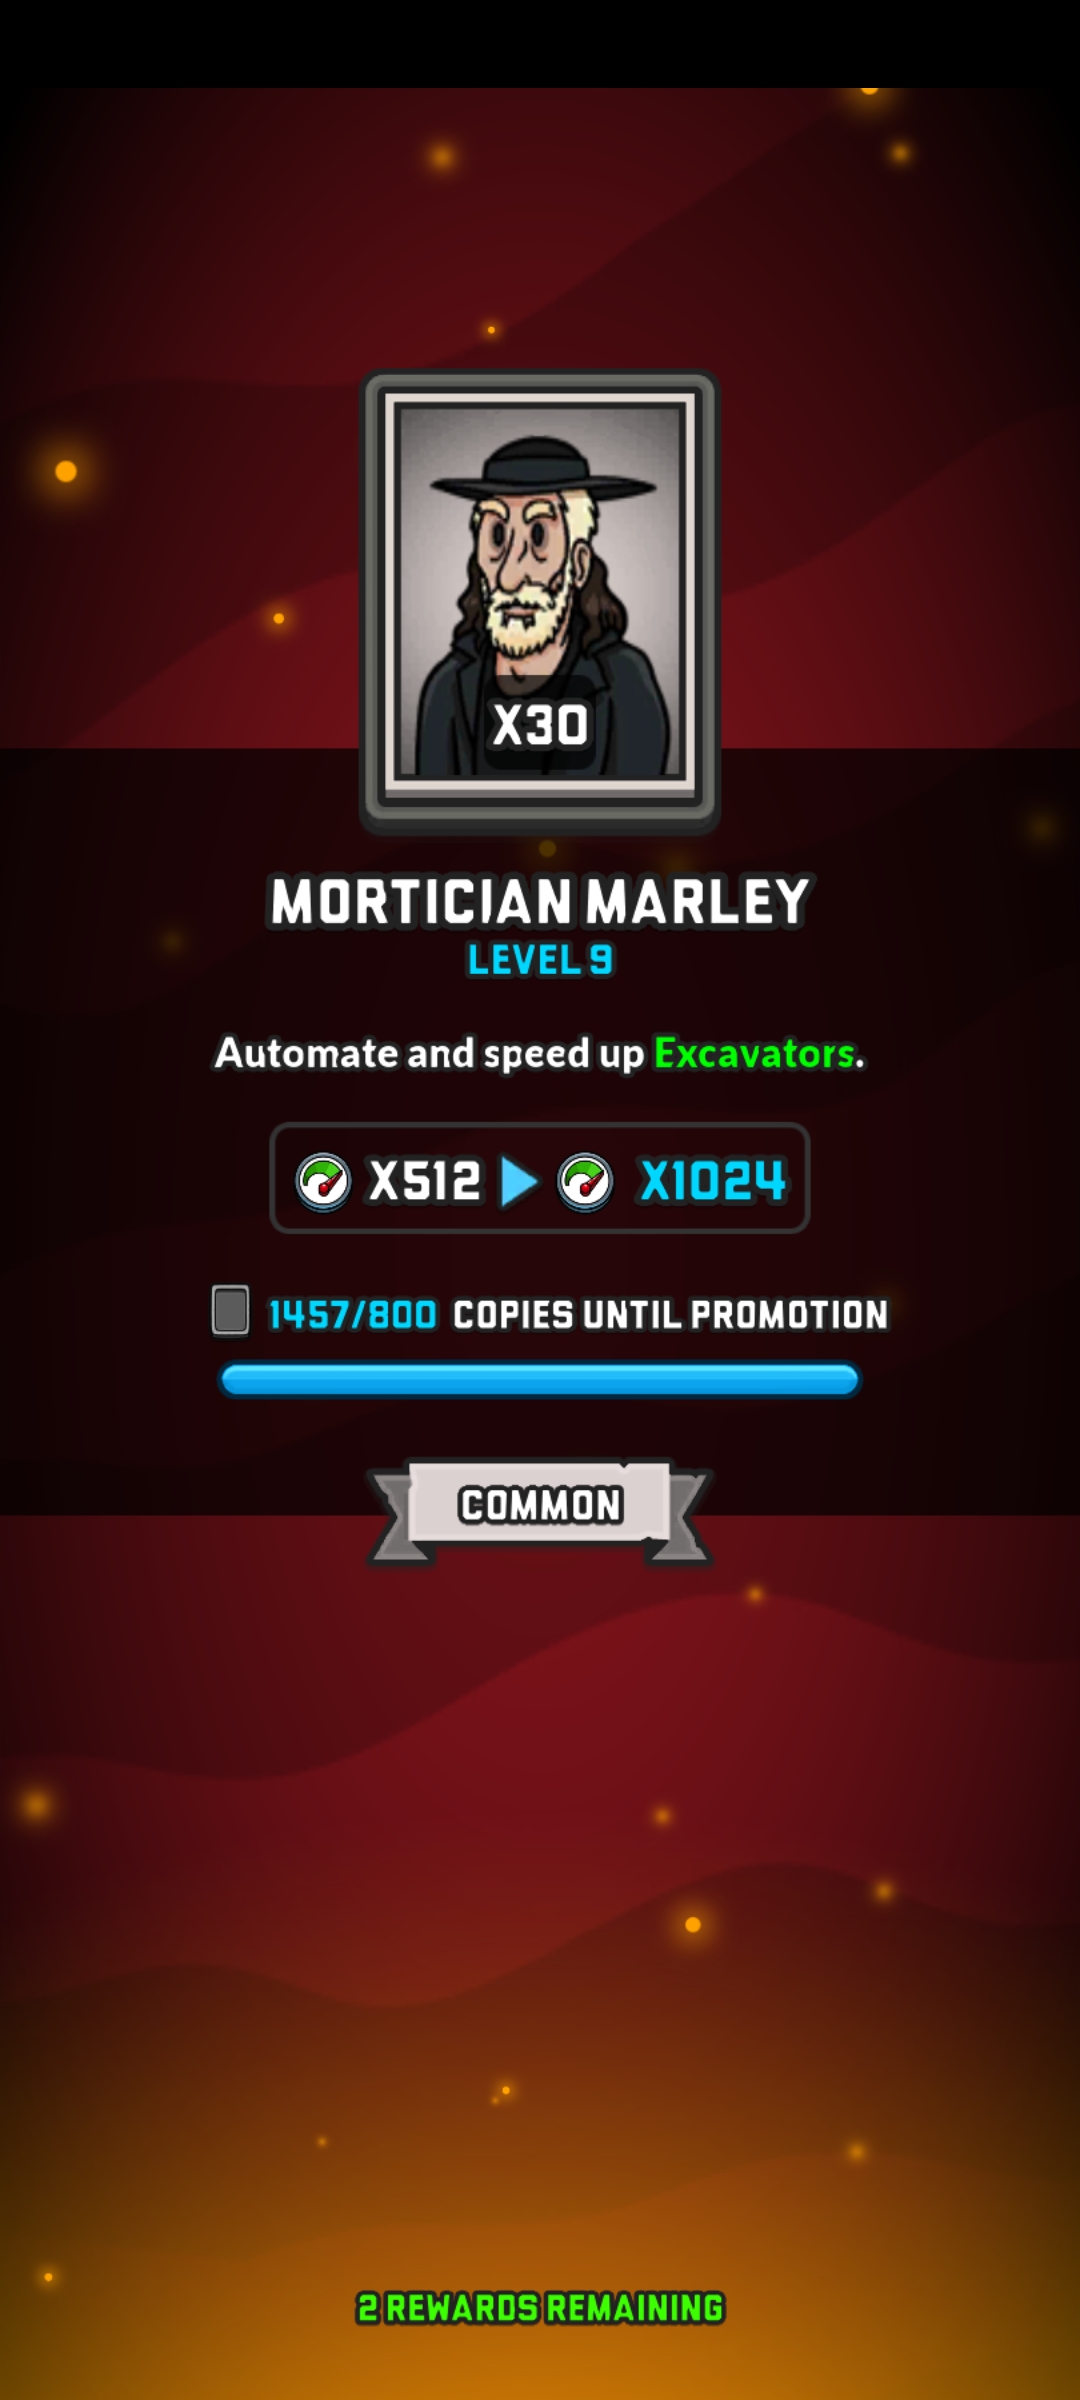 X30
MORTICIAN MARLEY
LEVEL 9
Automate and speed up Excavators.
X512 X1024
1457/800 COPIES UNTIL PROMOTION
COMMON
2 REWARDS REMAINING